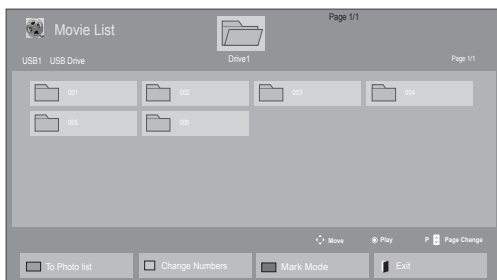 Page 1/1
Movie List
Drive1
USB1 USB Drive
Page 1/1
001 002 003 004
005 006
Move Play P Page Change
To Photo list Change Numbers Mark Mode Exit